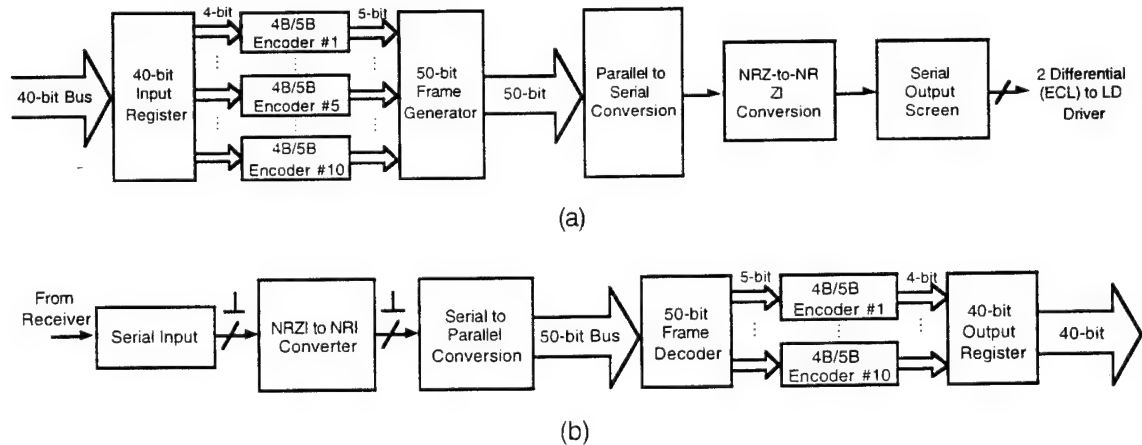 4-bit
5-bit
40-bit Bus
40-bit
Input
Register
4B/5B
Encoder #1
4B/5B
Encoder #5
4B/5B
Encoder #10
50-bit
Frame
Generator
50-bit
Parallel to
Serial
Conversion
NRZ-to-NR
ZI
Conversion
Serial
Output
Screen
2 Differential
(ECL) to LD
Driver
(a)
From
Receiver
Serial Input
NRZI to NRI
Converter
Serial to
Parallel
Conversion
50-bit Bus
50-bit
Frame
Decoder
5-bit
4-bit
4B/5B
Encoder #1
4B/5B
Encoder #10
40-bit
Output
Register
40-bit
(b)